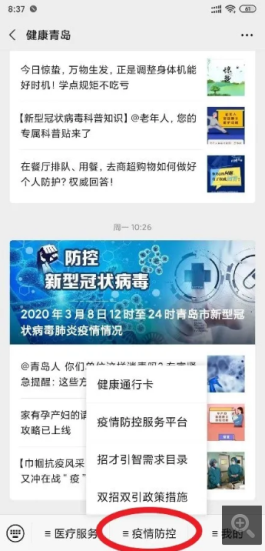 8:37
61
健康青岛
今日惊蛰，万物生发，正是调整身体机能
好时机！学点规矩不吃亏
【新型冠状病毒科普知识】@老年人，您的
专属科普贴来了
在餐厅排队、用餐，去商超购物如何做好
个人防护？权威回答！
周一 10:26
防控
新型冠状病毒
2020年3月8日12时至24时青岛市新型冠
状病毒肺炎疫情情况
@青岛人 你们
急提醒：这些方
家有孕产妇的请
攻略已上线
【巾帼抗疫风采
又冲在战“疫”
健康通行卡
疫情防控服务平台
招才引智需求目录
双招双引政策措施
医疗服务
疫情防控
我的